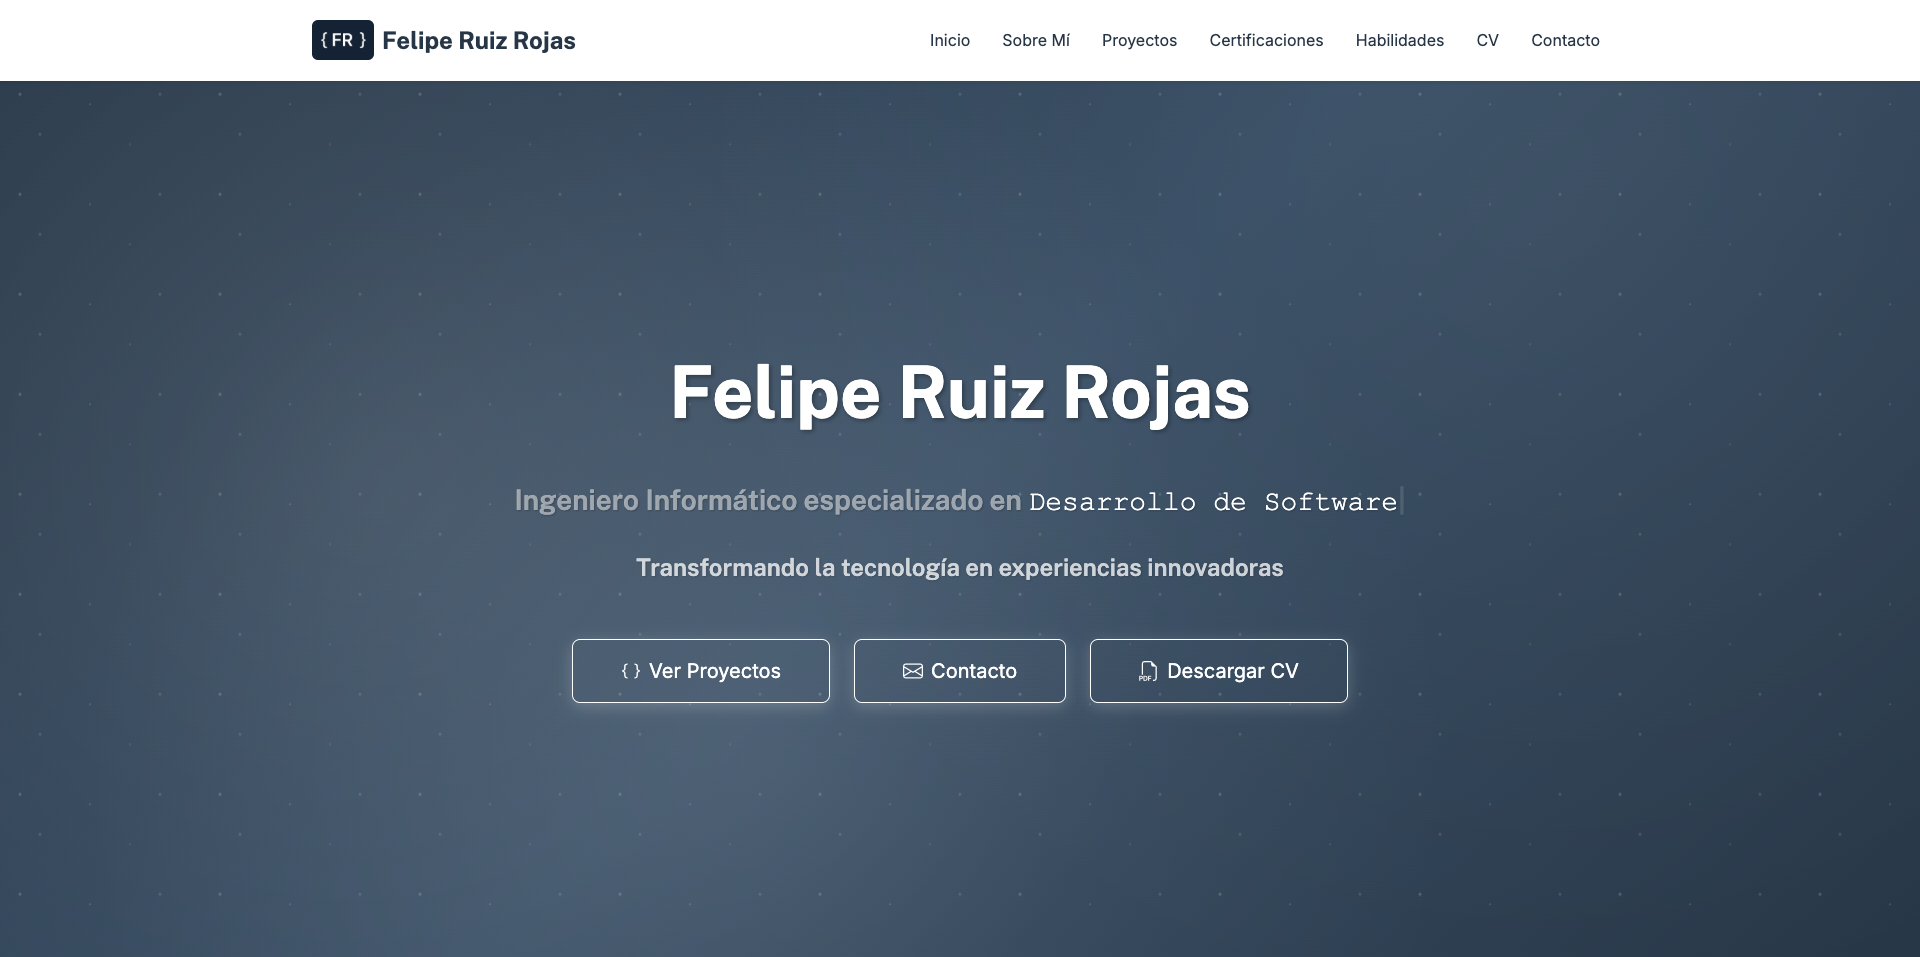 { FR } Felipe Ruiz Rojas
Inicio Sobre Mí Proyectos Certificaciones Habilidades CV Contacto
Felipe Ruiz Rojas
Ingeniero Informático especializado en Desarrollo de Software|
Transformando la tecnología en experiencias innovadoras
{ } Ver Proyectos
Contacto
PDF Descargar CV